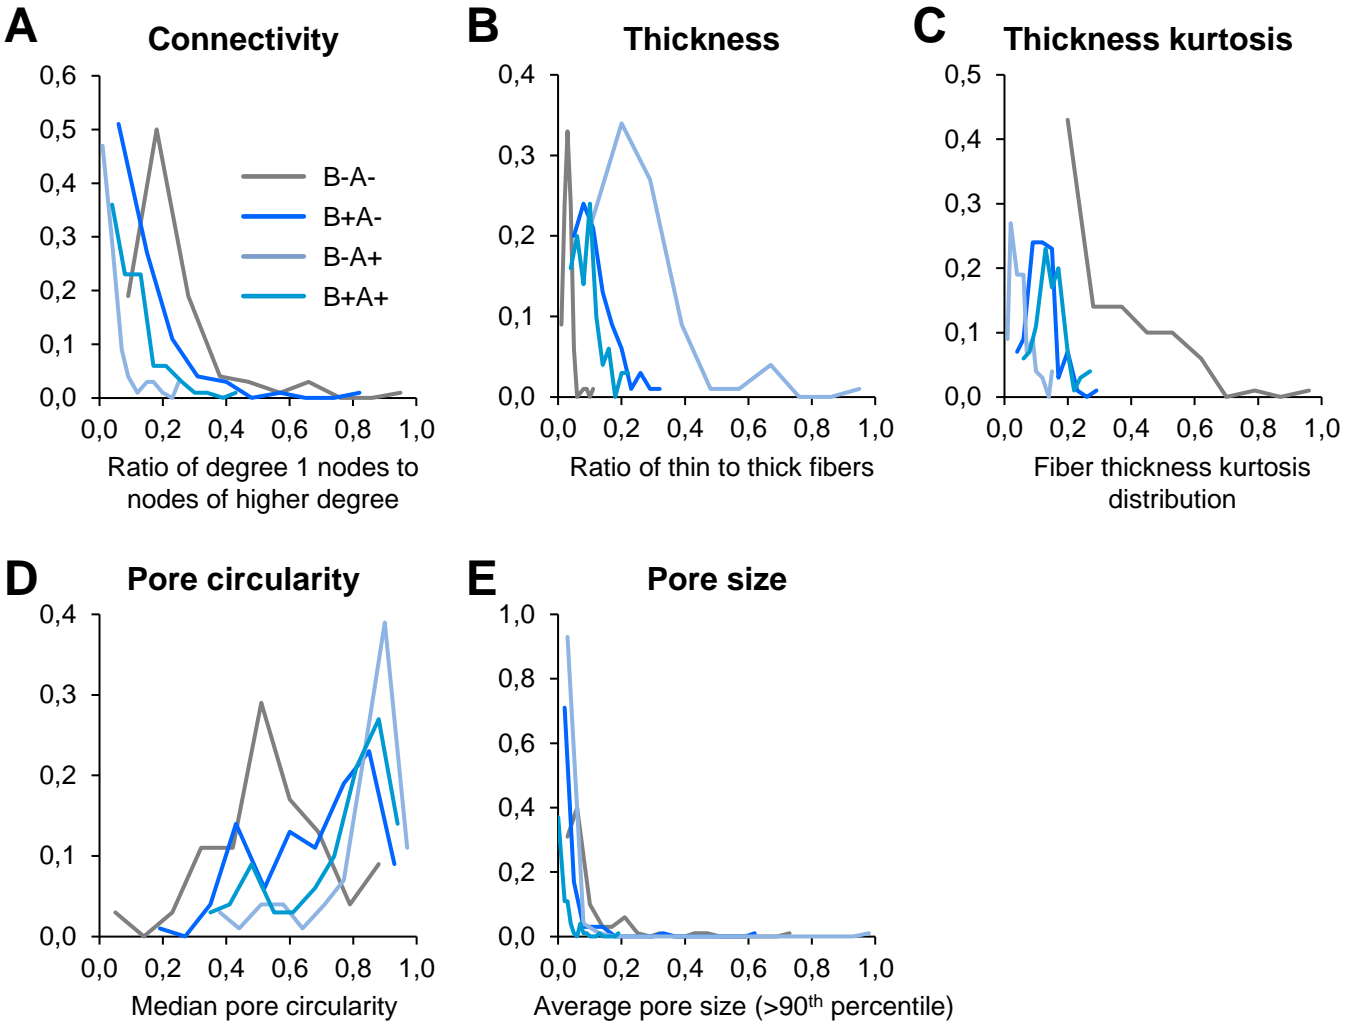 A
Connectivity
0,6
0,5
0,4
0,3
0,2
0,1
0,0
0,0 0,2 0,4 0,6 0,8 1,0
Ratio of degree 1 nodes to
nodes of higher degree
B-A-
B+A-
B-A+
B+A+
B
Thickness
0,4
0,3
0,2
0,1
0,0
0,0 0,2 0,4 0,6 0,8 1,0
Ratio of thin to thick fibers
C
Thickness kurtosis
0,5
0,4
0,3
0,2
0,1
0,0
0,0 0,2 0,4 0,6 0,8 1,0
Fiber thickness kurtosis
distribution
D
Pore circularity
0,4
0,3
0,2
0,1
0,0
0,0 0,2 0,4 0,6 0,8 1,0
Median pore circularity
E
Pore size
1,0
0,8
0,6
0,4
0,2
0,0
0,0 0,2 0,4 0,6 0,8 1,0
Average pore size (>90th percentile)